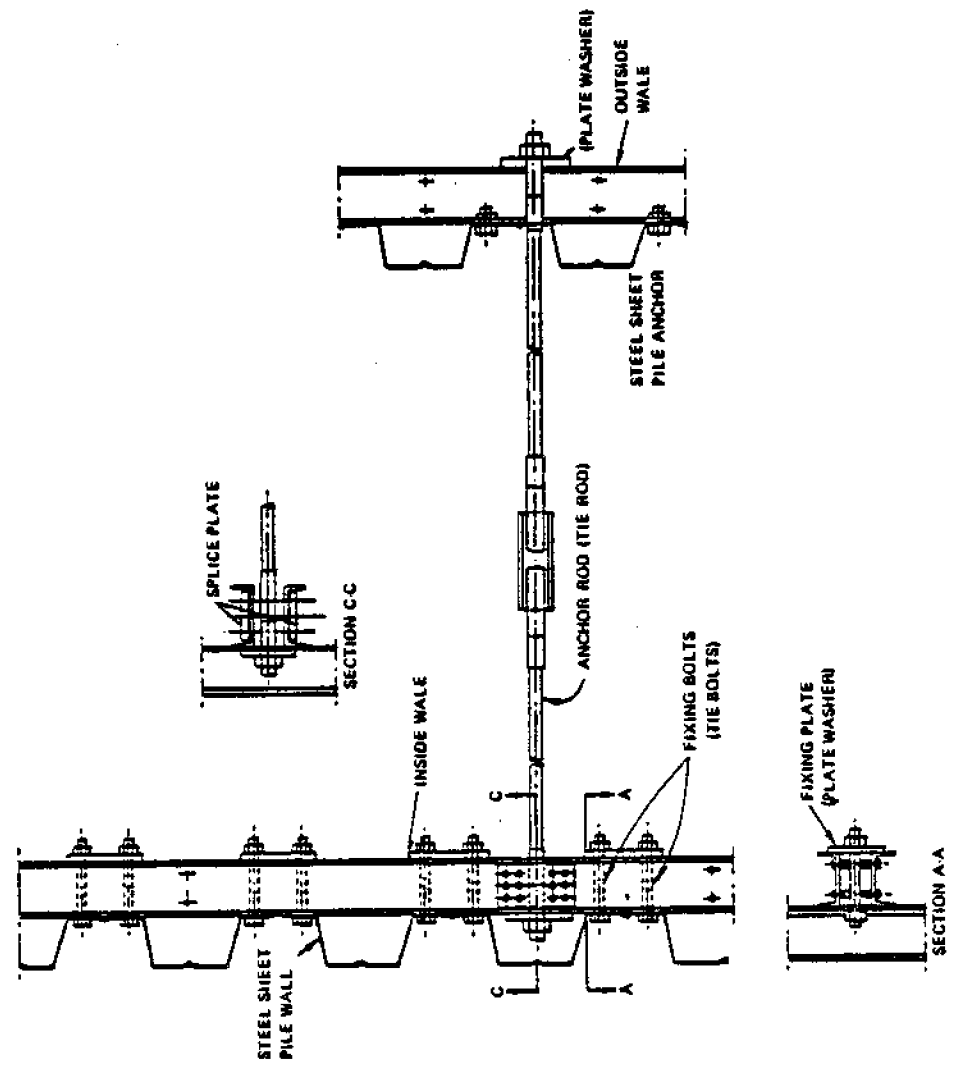 STEEL SHEET
PILE WALL
INSIDE WALE
SPLICE PLATE
SECTION C-C
C
C
A
A
FIXING BOLTS
(TIE BOLTS)
ANCHOR ROD (TIE ROD)
STEEL SHEET
PILE ANCHOR
(PLATE WASHER)
OUTSIDE
WALE
FIXING PLATE
(PLATE WASHER)
SECTION A-A